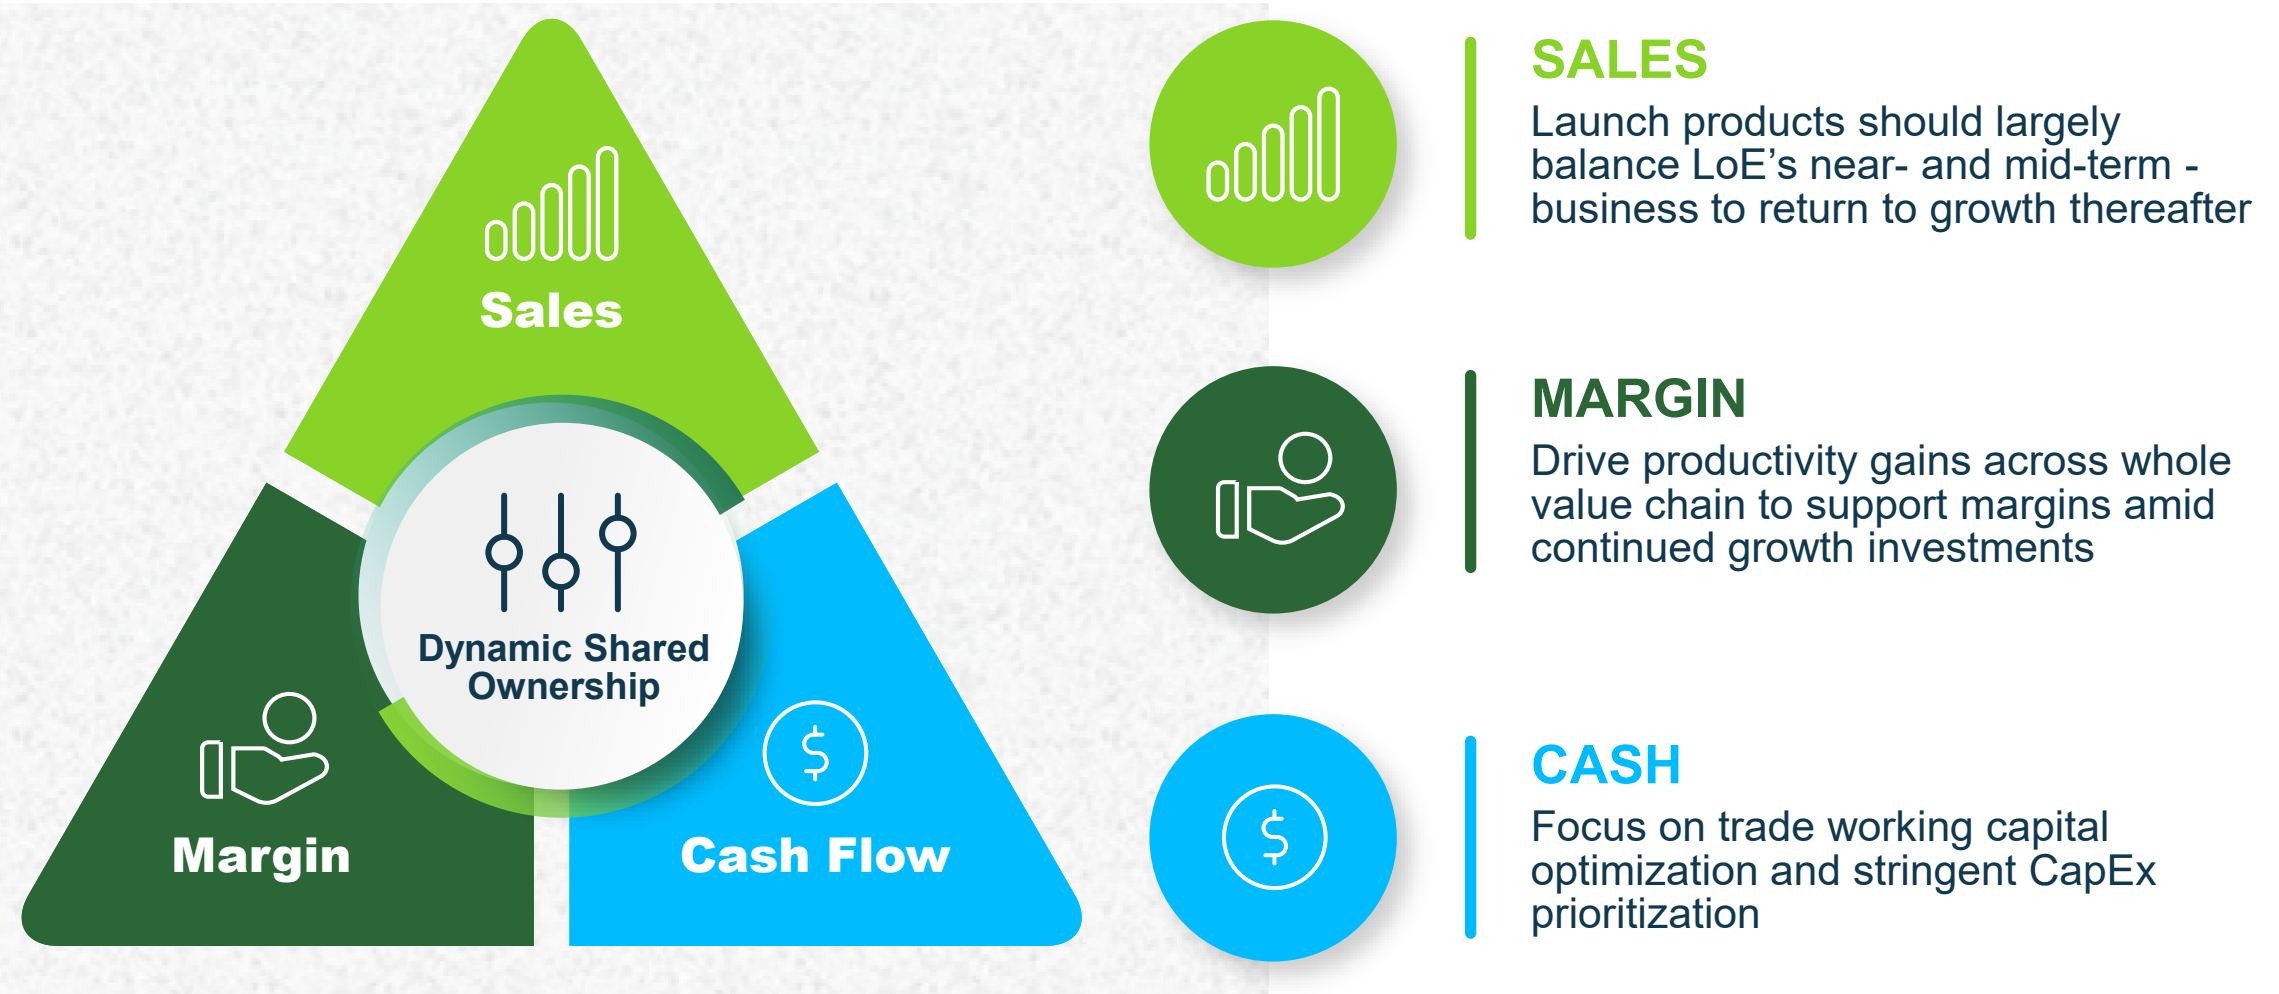 Sales
Dynamic Shared
Ownership
Margin
Cash Flow
$
SALES
Launch products should largely
balance LoE’s near- and mid-term -
business to return to growth thereafter
MARGIN
Drive productivity gains across whole
value chain to support margins amid
continued growth investments
$
CASH
Focus on trade working capital
optimization and stringent CapEx
prioritization